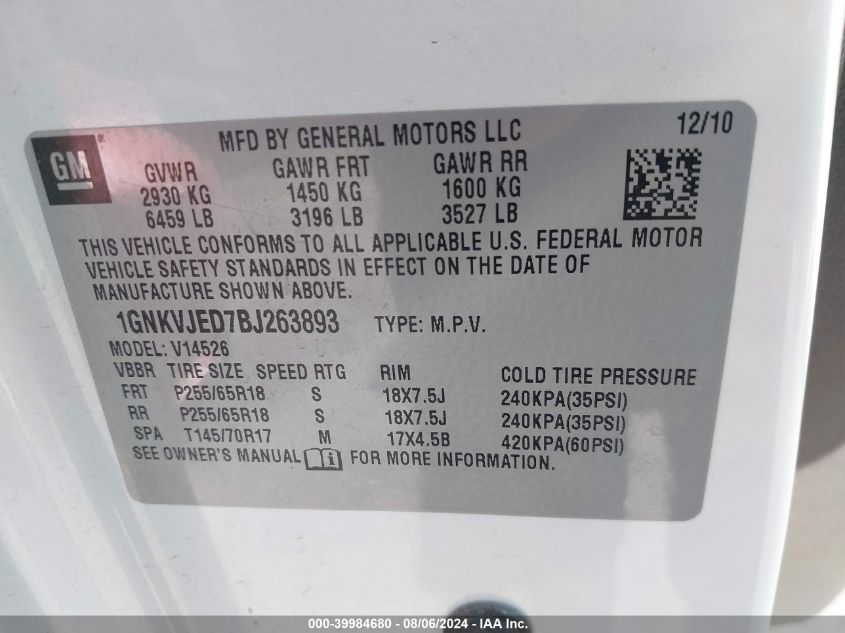 MFD BY GENERAL MOTORS LLC 12/10
GM®
GVWR GAWR FRT GAWR RR
2930 KG 1450 KG 1600 KG
6459 LB 3196 LB 3527 LB
THIS VEHICLE CONFORMS TO ALL APPLICABLE U.S. FEDERAL MOTOR
VEHICLE SAFETY STANDARDS IN EFFECT ON THE DATE OF
MANUFACTURE SHOWN ABOVE.
1GNKVJED7BJ263893 TYPE: M.P.V.
MODEL: V14526
VBBR TIRE SIZE SPEED RTG RIM COLD TIRE PRESSURE
FRT P255/65R18 S 18X7.5J 240KPA(35PSI)
RR P255/65R18 S 18X7.5J 240KPA(35PSI)
SPA T145/70R17 M 17X4.5B 420KPA(60PSI)
SEE OWNER'S MANUAL i FOR MORE INFORMATION.
000-39984680 - 08/06/2024 - IAA Inc.